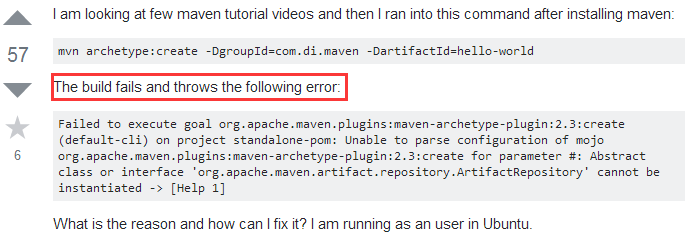 I am looking at few maven tutorial videos and then I ran into this command after installing maven:
57
mvn archetype:create -DgroupId=com.di.maven -DartifactId=hello-world
The build fails and throws the following error:
6
Failed to execute goal org.apache.maven.plugins:maven-archetype-plugin:2.3:create
(default-cli) on project standalone-pom: Unable to parse configuration of mojo
org.apache.maven.plugins:maven-archetype-plugin:2.3:create for parameter #: Abstract
class or interface 'org.apache.maven.artifact.repository.ArtifactRepository' cannot be
instantiated -> [Help 1]
What is the reason and how can I fix it? I am running as an user in Ubuntu.